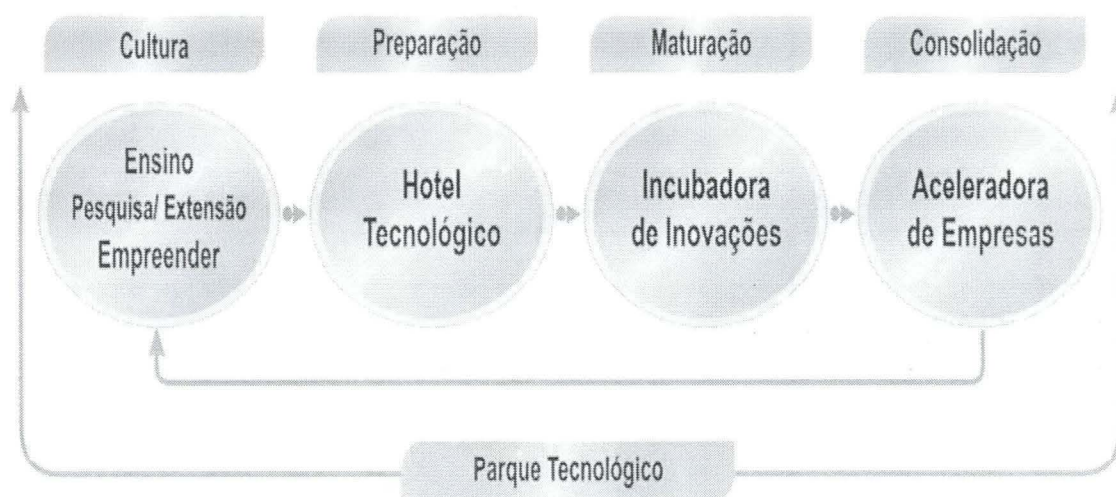 Cultura
Preparação
Maturação
Consolidação
Ensino
Pesquisa/ Extensão
Empreender
Hotel
Tecnológico
Incubadora
de Inovações
Aceleradora
de Empresas
Parque Tecnológico